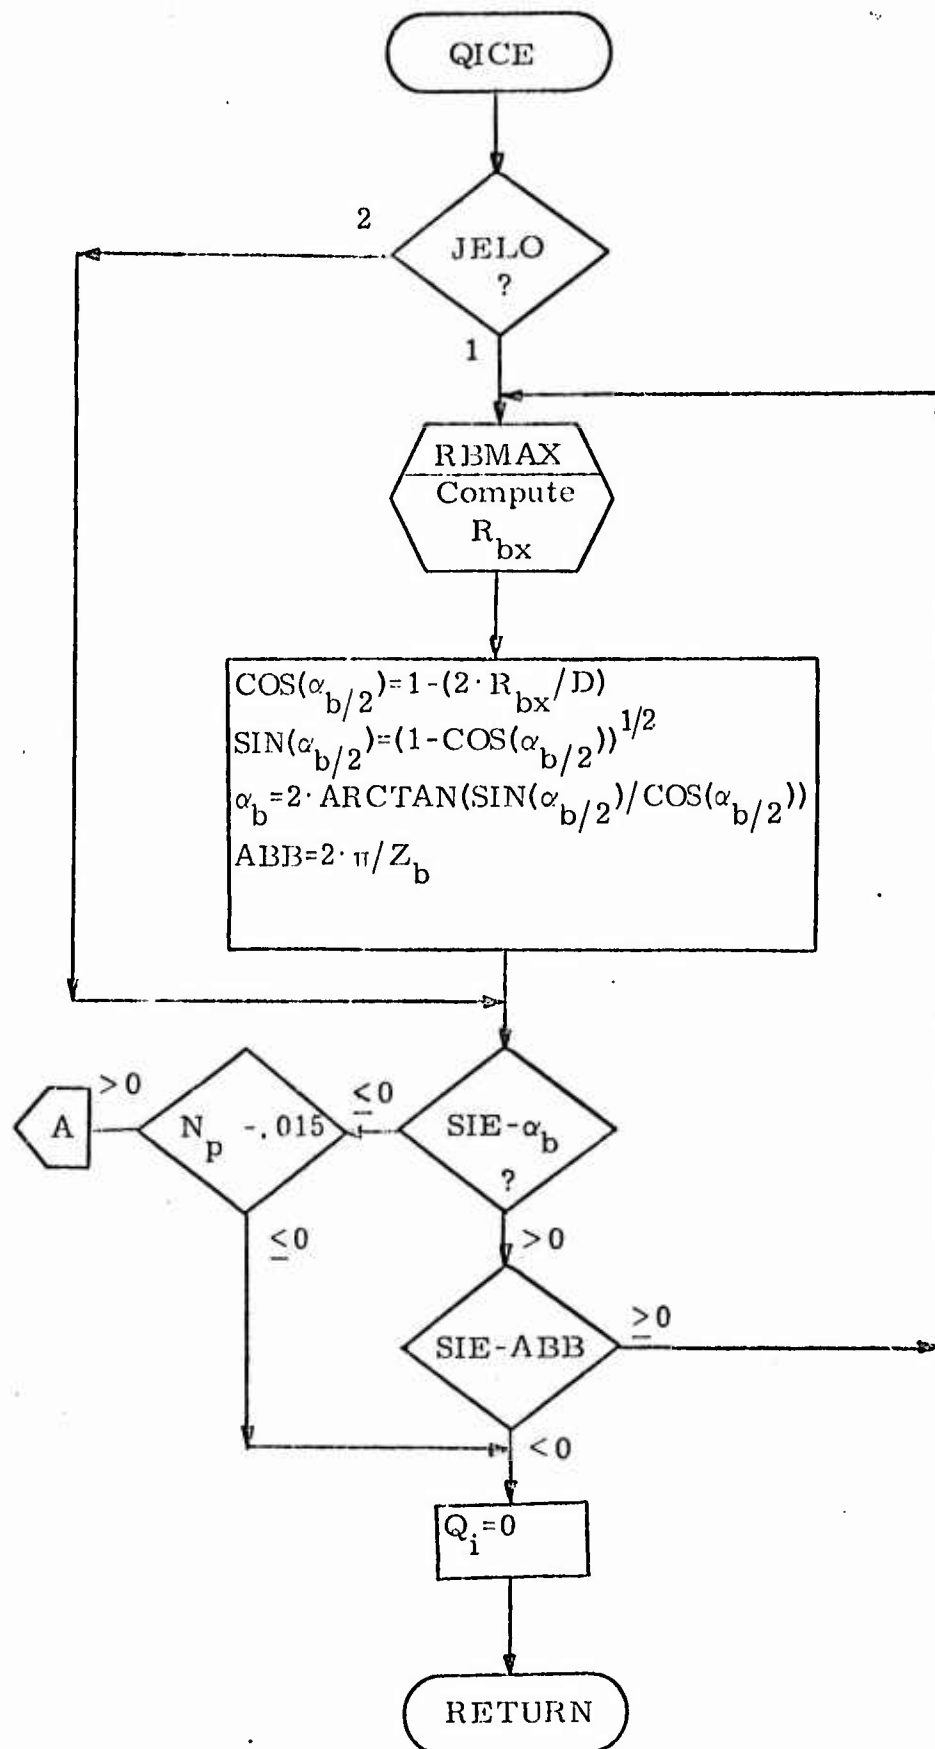 QICE
2
JELO
?
1
RBMAX
Compute
R_bx
COS(α_b/2)=1-(2·R_bx/D)
SIN(α_b/2)=(1-COS(α_b/2))^1/2
α_b=2·ARCTAN(SIN(α_b/2)/COS(α_b/2))
ABB=2·π/Z_b
A
>0
N_p -.015
≤0
SIE-α_b
?
≤0
>0
SIE-ABB
≥0
<0
Q_i=0
RETURN